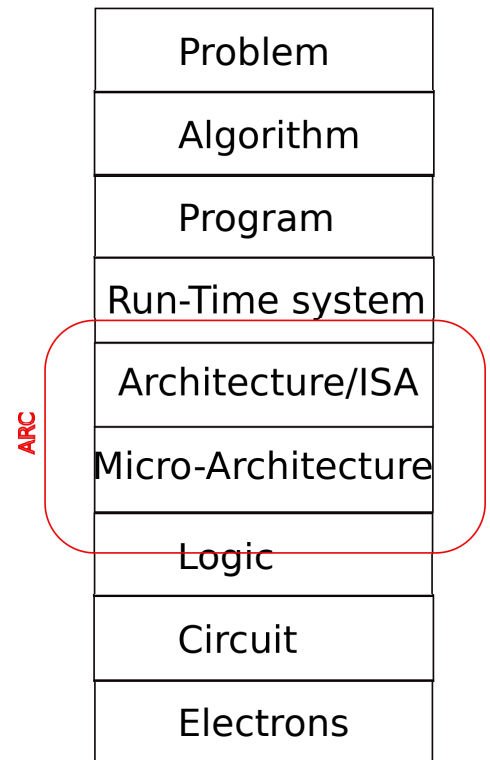 Problem
Algorithm
Program
Run-Time system
Architecture/ISA
ARC
Micro-Architecture
Logic
Circuit
Electrons